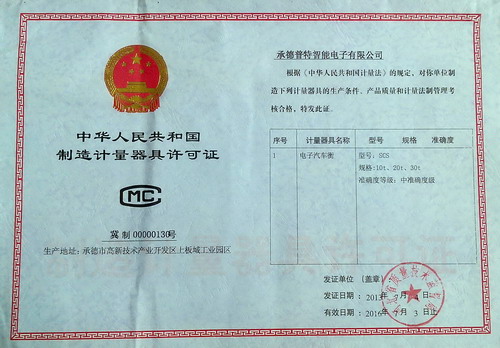 中华人民共和国
制造计量器具许可证
CMC
冀制00000130号
生产地址:承德市高新技术产业开发区上板城工业园区
承德普特智能电子有限公司
根据《中华人民共和国计量法》的规定,对你单位制
造下列计量器具的生产条件、产品质量和计量法制管理考
核合格,特发此证。
序号 计量器具名称 型号 规格 准确度
1 电子汽车衡 型号:SCS
规格:10t、20t、30t
准确度等级:中准确度级
发证单位(盖章)
发证日期:2013 7 4
有效日期:2016 7 3止